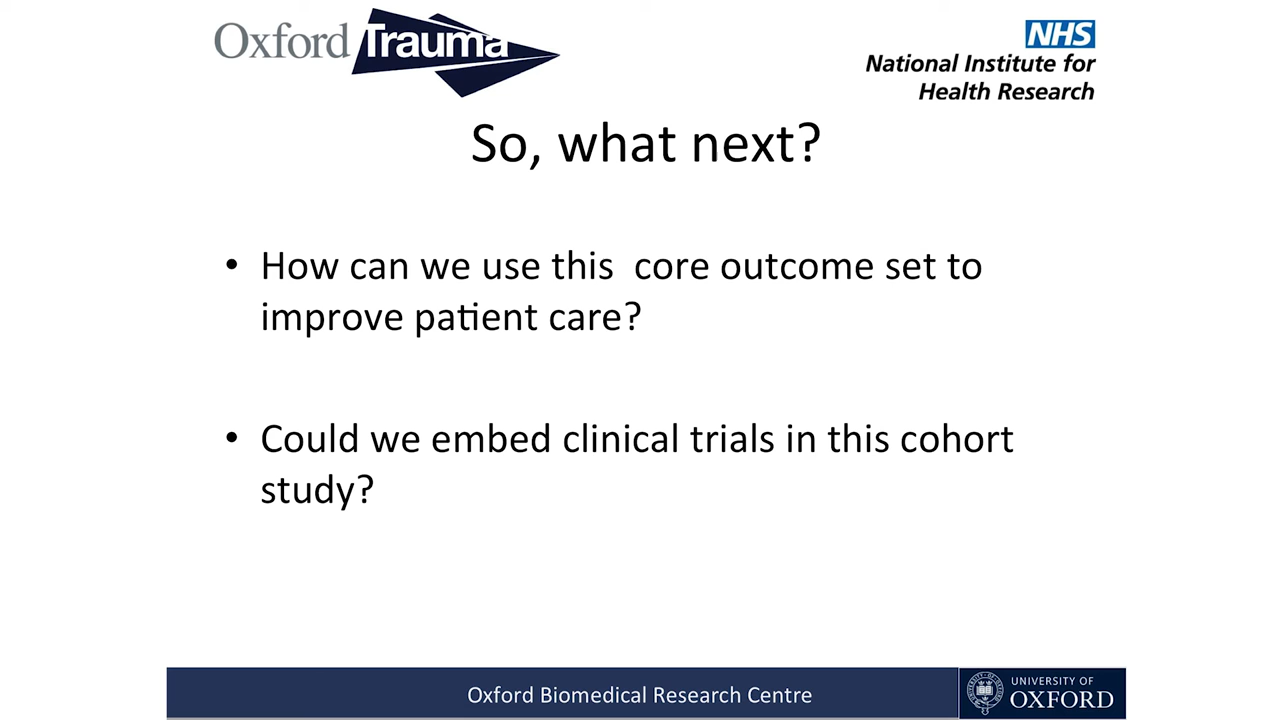 Oxford Trauma
NHS
National Institute for
Health Research
So, what next?
• How can we use this  core outcome set to
improve patient care?
• Could we embed clinical trials in this cohort
study?
Oxford Biomedical Research Centre
UNIVERSITY OF
OXFORD